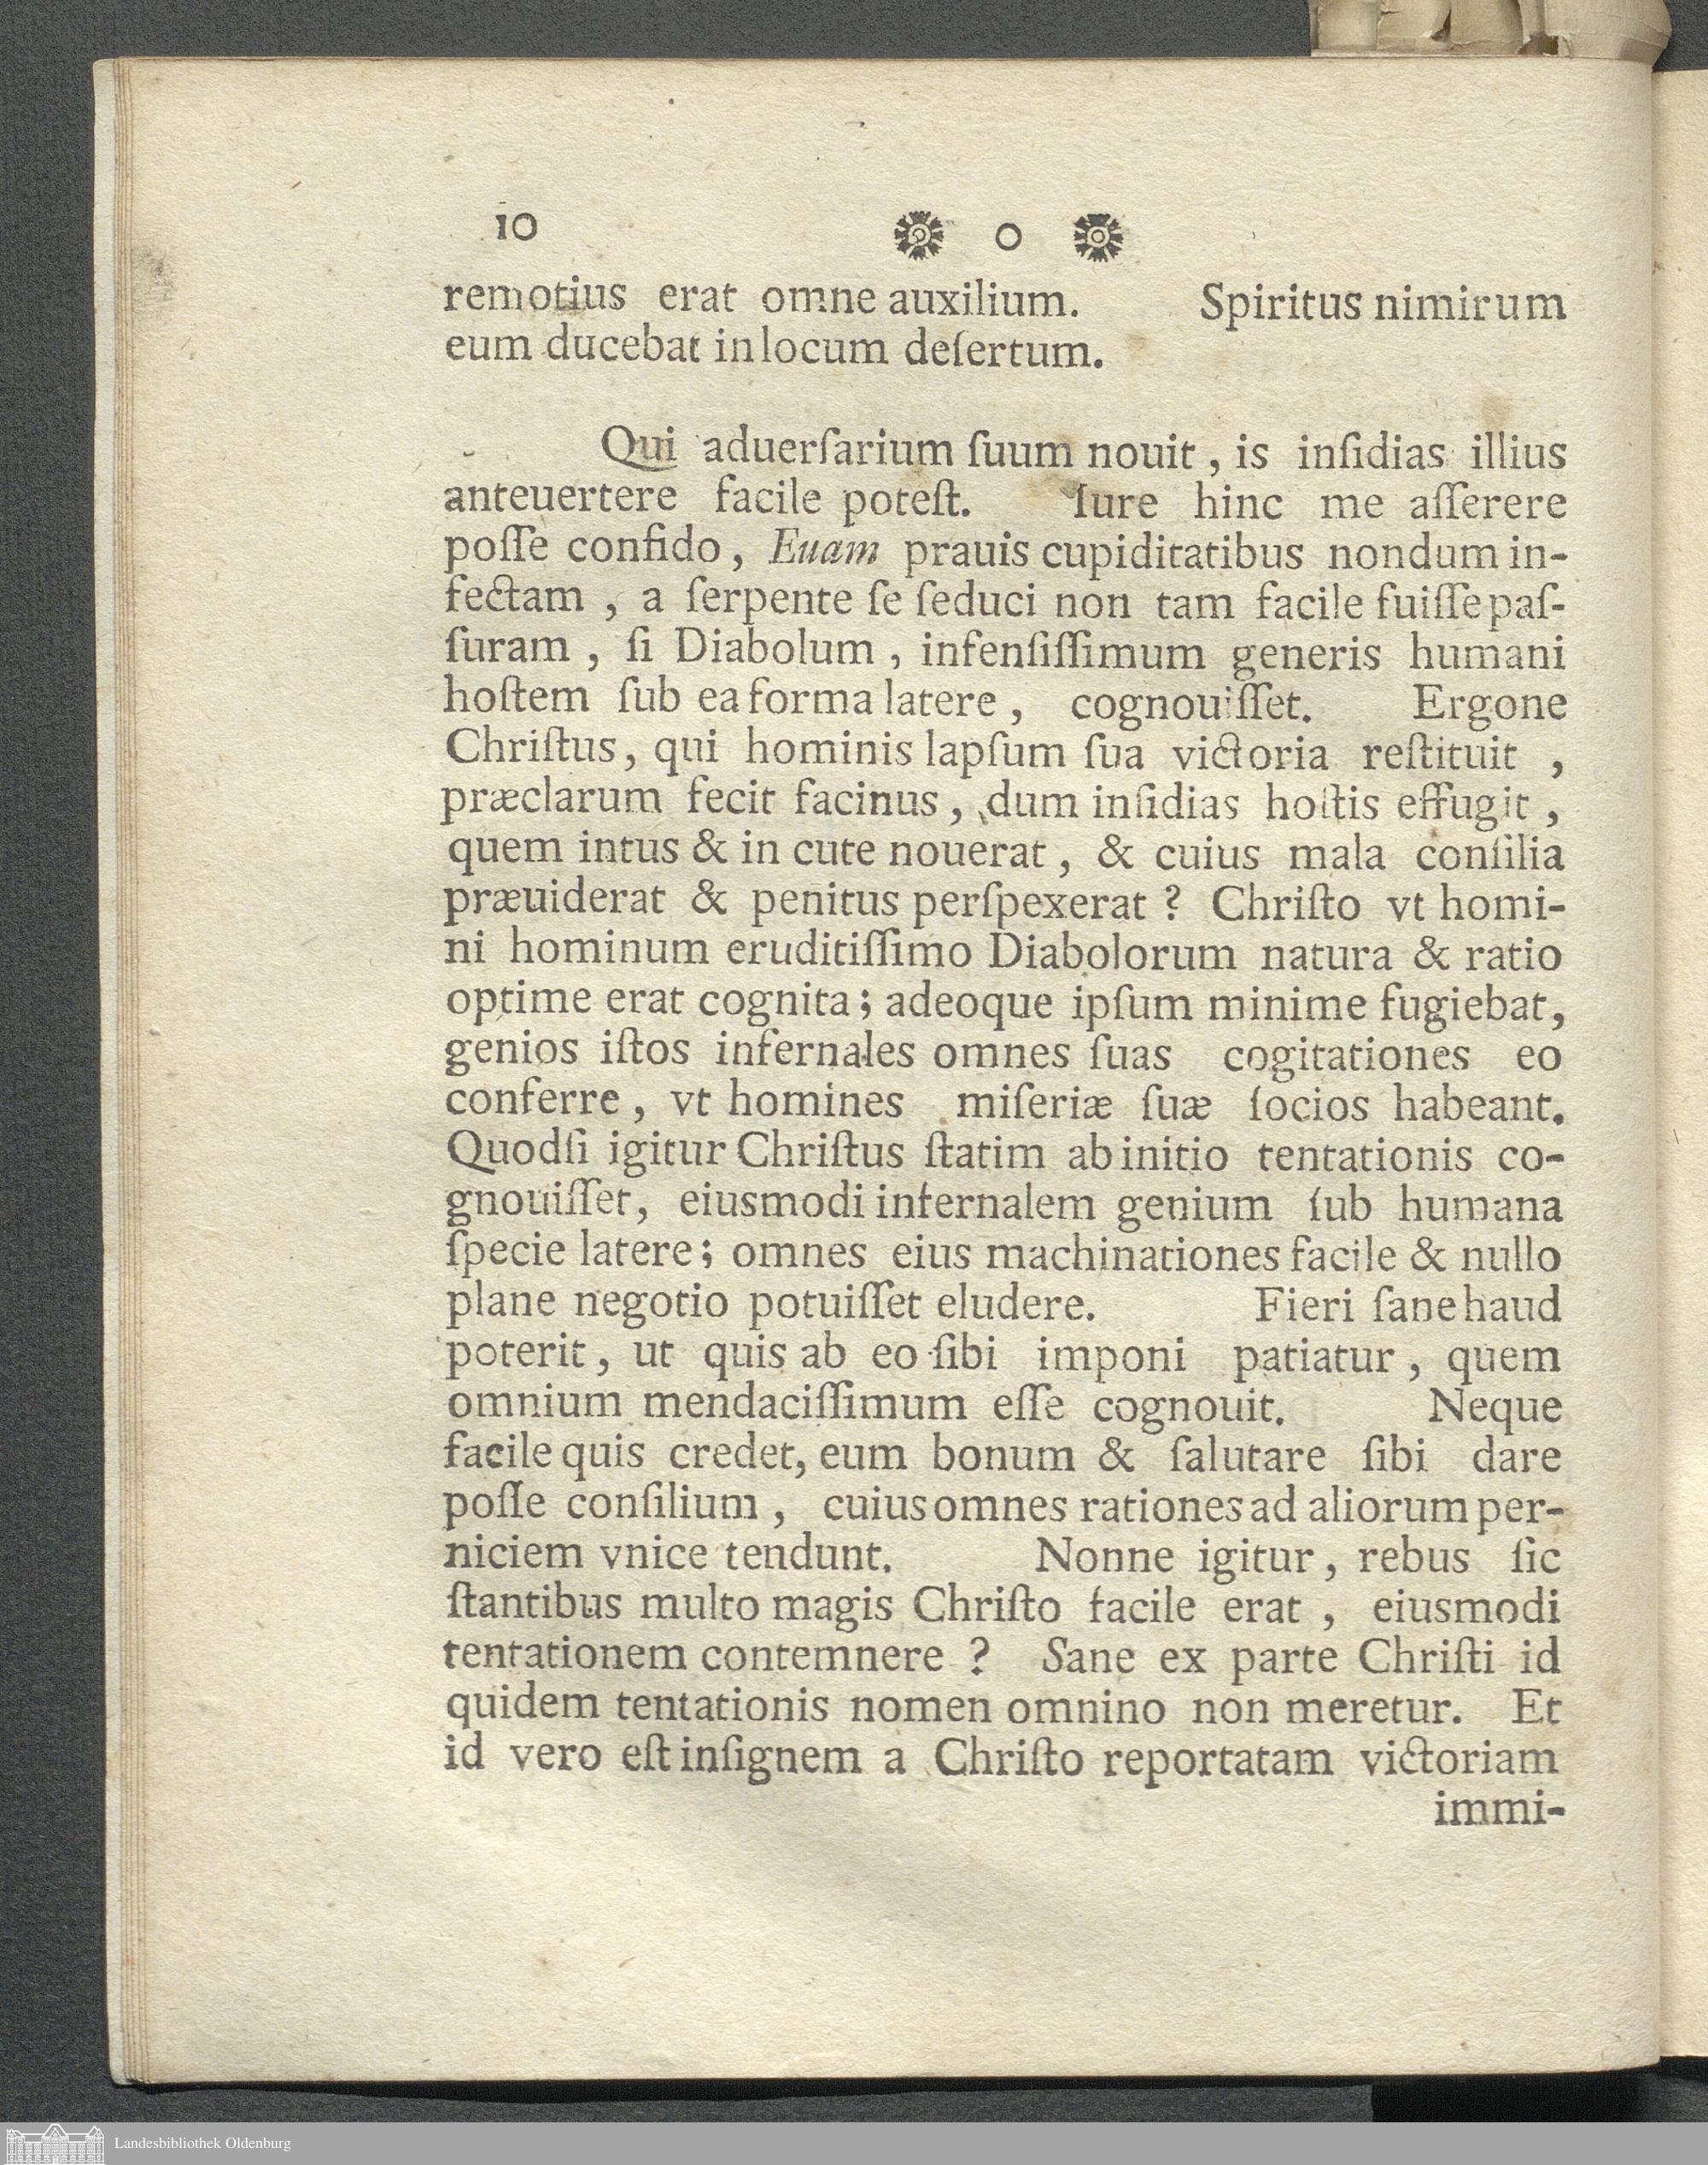 10 o
remotius erat omne auxilium. Spiritus nimirum
eum ducebat in locum deſertum.
Qui aduerſarium ſuum nouit, is inſidias illius
anteuertere facile poteſt. Iure hinc me aſſerere
poſſe confido, Euam prauis cupiditatibus nondum in-
fectam, a ſerpente ſe ſeduci non tam facile fuiſſe paſ-
ſuram, ſi Diabolum, infenſiſſimum generis humani
hoſtem ſub ea forma latere, cognouiſſet. Ergone
Chriſtus, qui hominis lapſum ſua victoria reſtituit,
præclarum fecit facinus, dum inſidias hoſtis effugit,
quem intus & in cute nouerat, & cuius mala conſilia
præuiderat & penitus perſpexerat? Chriſto vt homi-
ni hominum eruditiſſimo Diabolorum natura & ratio
optime erat cognita; adeoque ipſum minime fugiebat,
genios iſtos infernales omnes ſuas cogitationes eo
conferre, vt homines miſeriæ ſuæ ſocios habeant.
Quodſi igitur Chriſtus ſtatim ab initio tentationis co-
gnouiſſet, eiusmodi infernalem genium ſub humana
ſpecie latere; omnes eius machinationes facile & nullo
plane negotio potuiſſet eludere. Fieri ſane haud
poterit, ut quis ab eo ſibi imponi patiatur, quem
omnium mendaciſſimum eſſe cognouit. Neque
facile quis credet, eum bonum & ſalutare ſibi dare
poſſe conſilium, cuius omnes rationes ad aliorum per-
niciem vnice tendunt. Nonne igitur, rebus ſic
ſtantibus multo magis Chriſto facile erat, eiusmodi
tentationem contemnere? Sane ex parte Chriſti id
quidem tentationis nomen omnino non meretur. Et
id vero eſt inſignem a Chriſto reportatam victoriam
immi-
Landesbibliothek Oldenburg